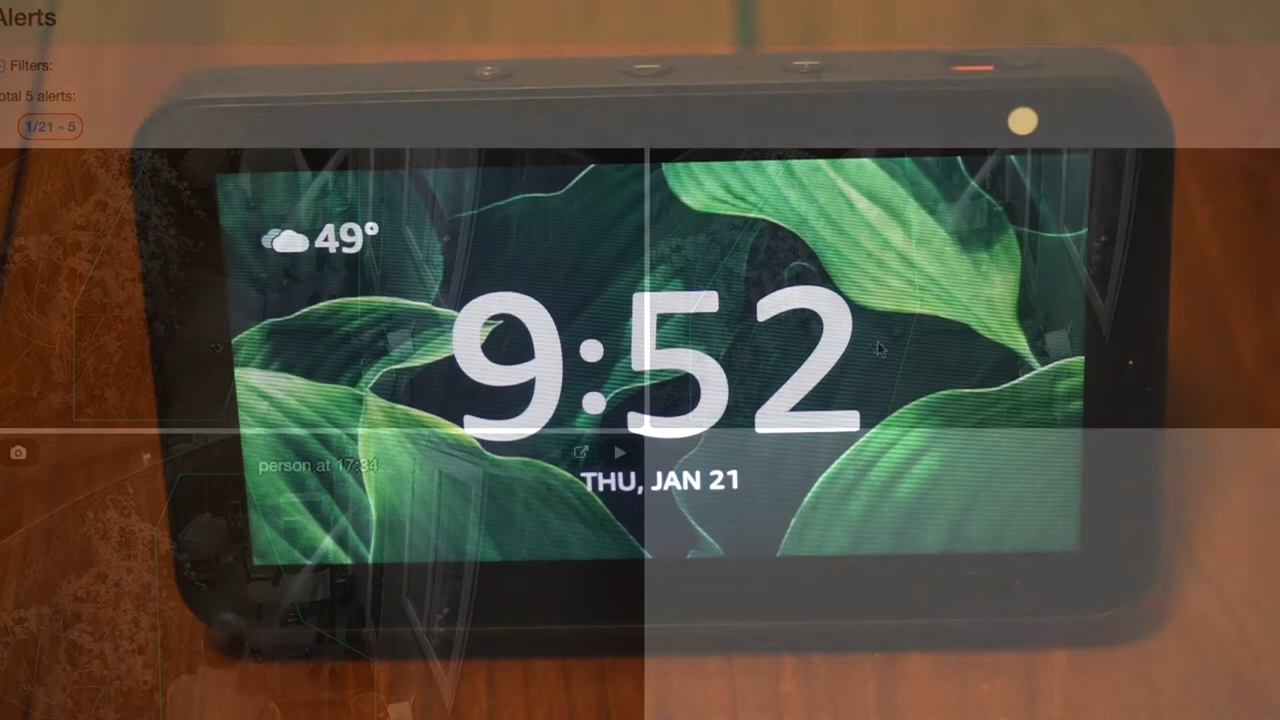 Alerts
Filters:
otal 5 alerts:
1/21 - 5
49°
9:52
person at 17:34
THU, JAN 21